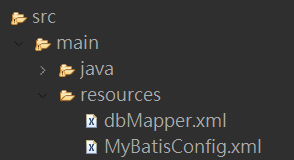 src
main
java
resources
dbMapper.xml
MyBatisConfig.xml